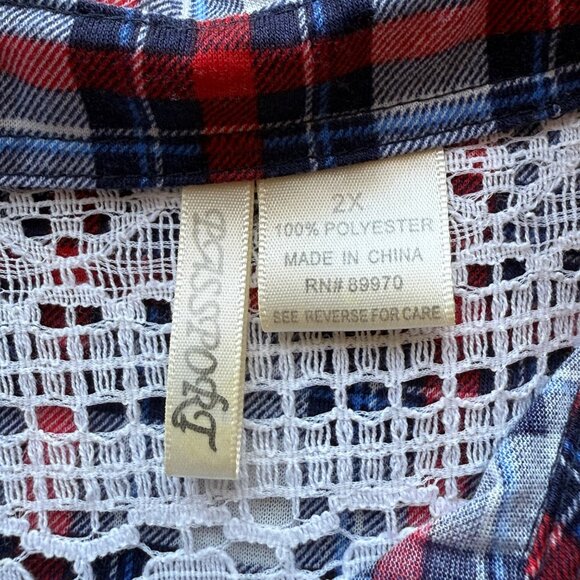 PASSPORT
2X
100% POLYESTER
MADE IN CHINA
RN# 89970
SEE REVERSE FOR CARE